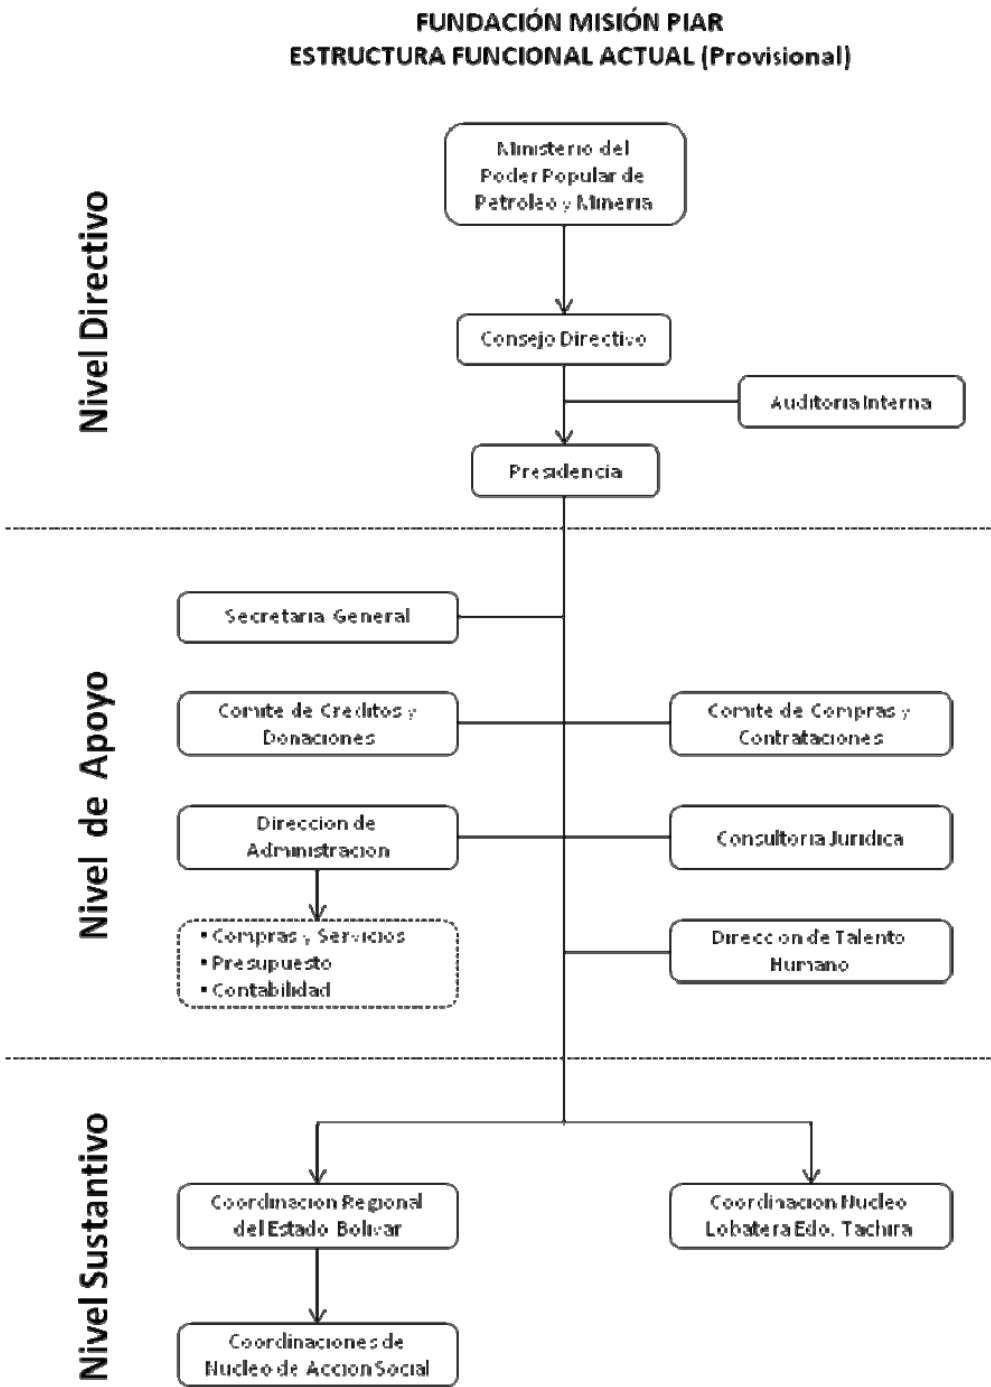 FUNDACIÓN MISIÓN PIAR
ESTRUCTURA FUNCIONAL ACTUAL (Provisional)
Nivel Directivo
Ministerio del
Poder Popular de
Petroleo y Mineria
Consejo Directivo
Auditoria Interna
Presidencia
Nivel de Apoyo
Secretaria General
Comite de Creditos y
Donaciones
Comite de Compras y
Contrataciones
Direccion de
Administracion
Consultoria Juridica
▪ Compras y Servicios
▪ Presupuesto
▪ Contabilidad
Direccion de Talento
Humano
Nivel Sustantivo
Coordinacion Regional
del Estado Bolivar
Coordinacion Nucleo
Lobatera Edo. Tachira
Coordinaciones de
Nucleo de Accion Social